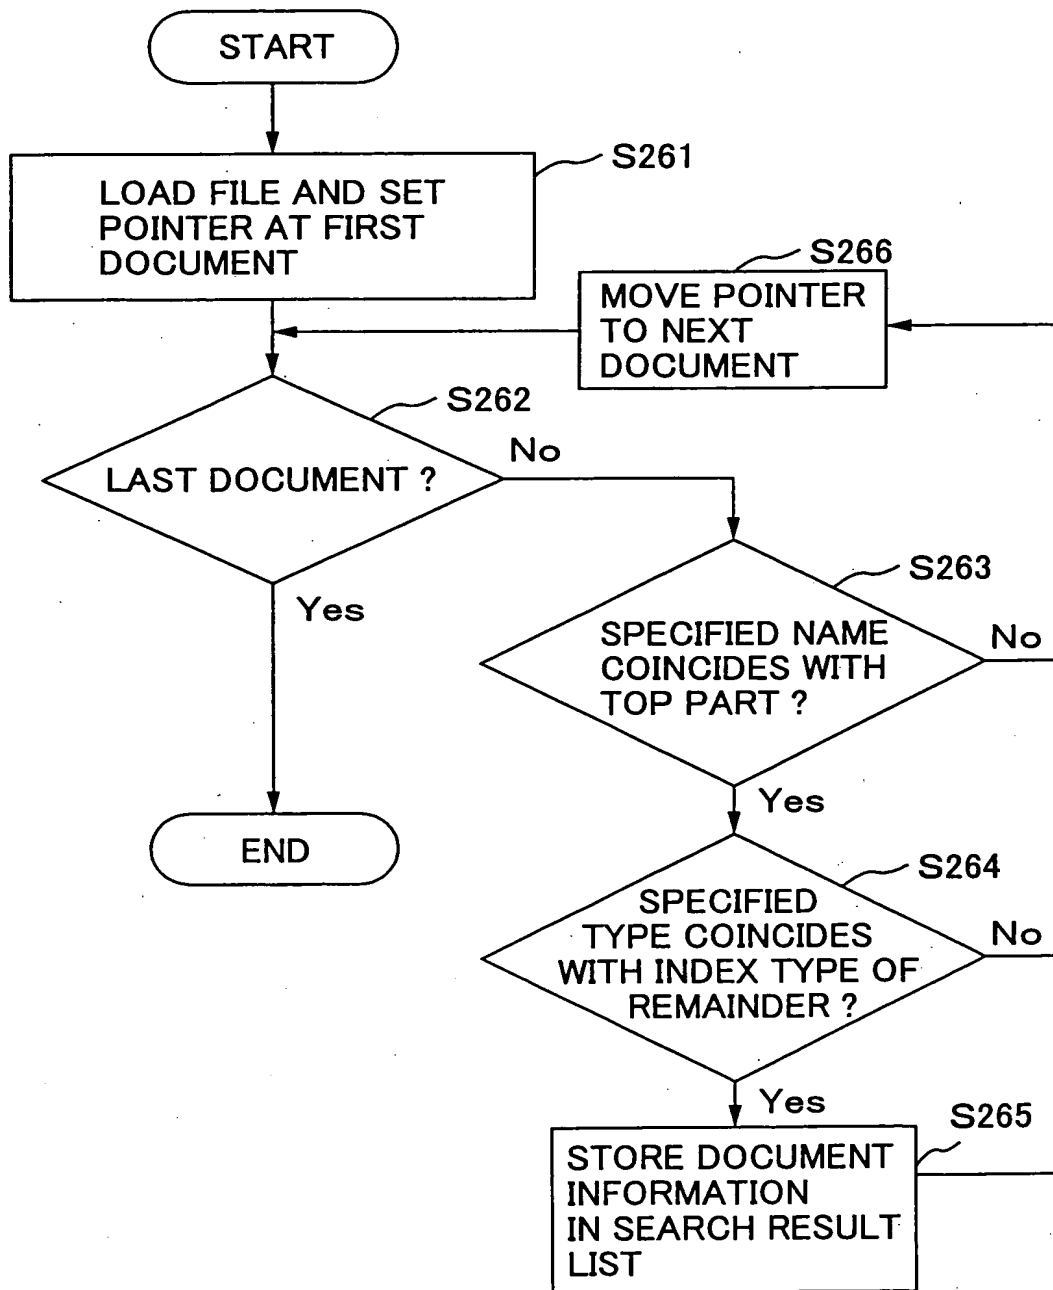 START
S261
LOAD FILE AND SET
POINTER AT FIRST
DOCUMENT
S266
MOVE POINTER
TO NEXT
DOCUMENT
S262
LAST DOCUMENT ?
No
Yes
S263
SPECIFIED NAME
COINCIDES WITH
TOP PART ?
No
Yes
END
S264
SPECIFIED
TYPE COINCIDES
WITH INDEX TYPE OF
REMAINDER ?
No
Yes
S265
STORE DOCUMENT
INFORMATION
IN SEARCH RESULT
LIST